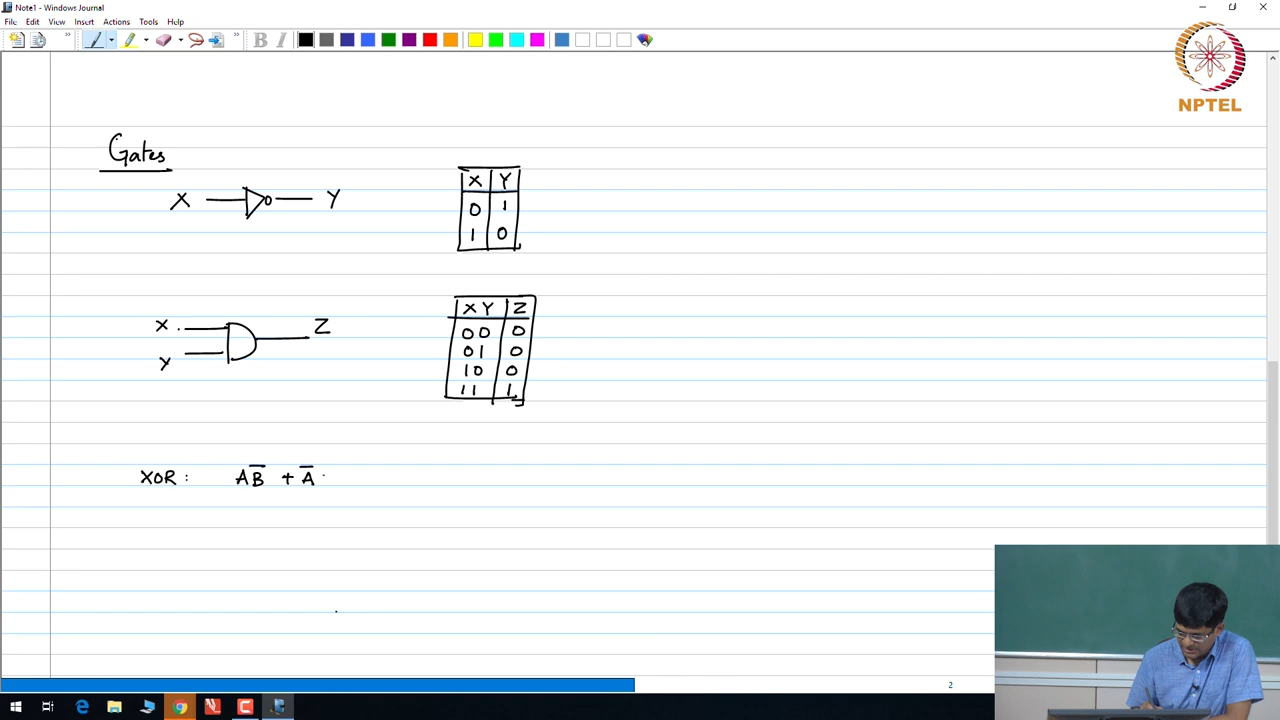 Note1 - Windows Journal
File Edit View Insert Actions Tools Help
NPTEL
Gates
X Y
X Y
0 1
1 0
X Z
Y
X Y Z
0 0 0
0 1 0
1 0 0
1 1 1
XOR : AB̅ + A̅
2